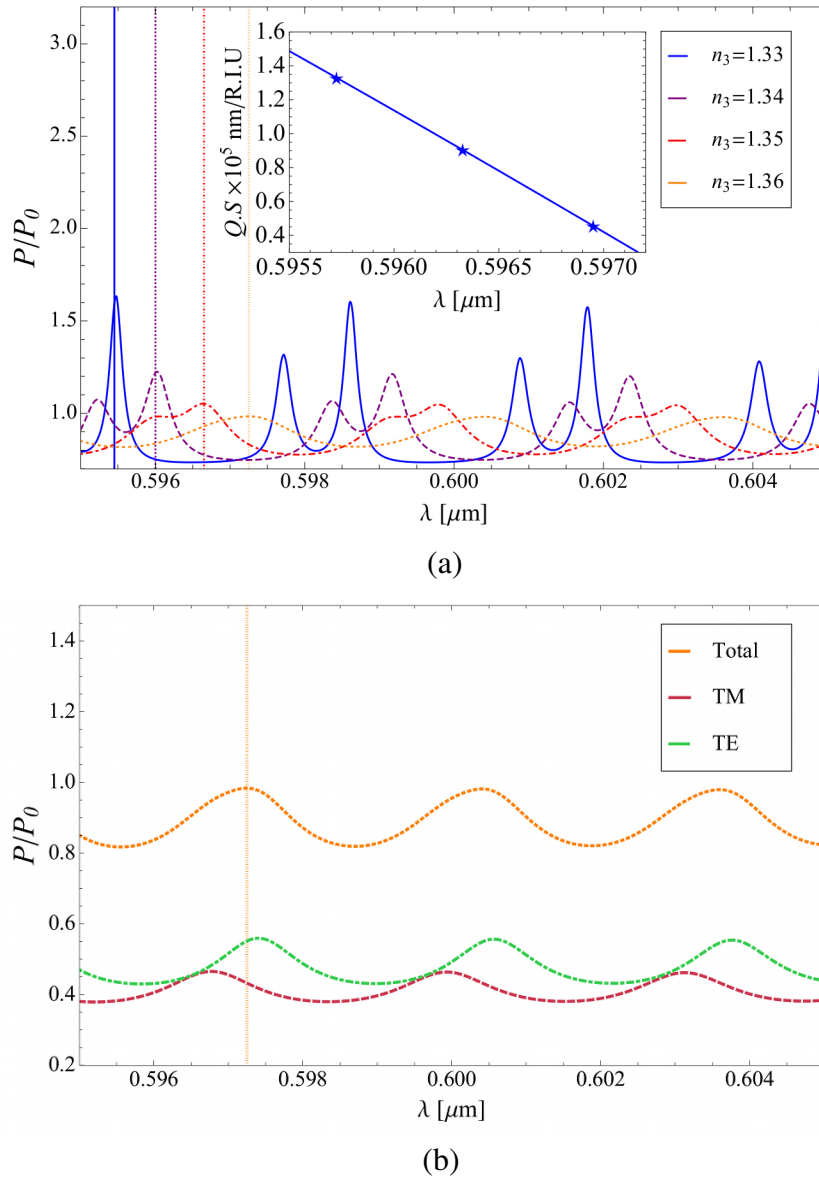 3.2
2.8
2.4
2.0
1.5
1.0
P/P0
1.6
1.4
1.2
1.0
0.8
0.6
0.4
Q.S ×10^5 nm/R.I.U
0.5955 0.5960 0.5965 0.5970
λ [μm]
n3=1.33
n3=1.34
n3=1.35
n3=1.36
0.596 0.598 0.600 0.602 0.604
λ [μm]
(a)
1.4
1.2
1.0
0.8
0.6
0.4
0.2
P/P0
Total
TM
TE
0.596 0.598 0.600 0.602 0.604
λ [μm]
(b)